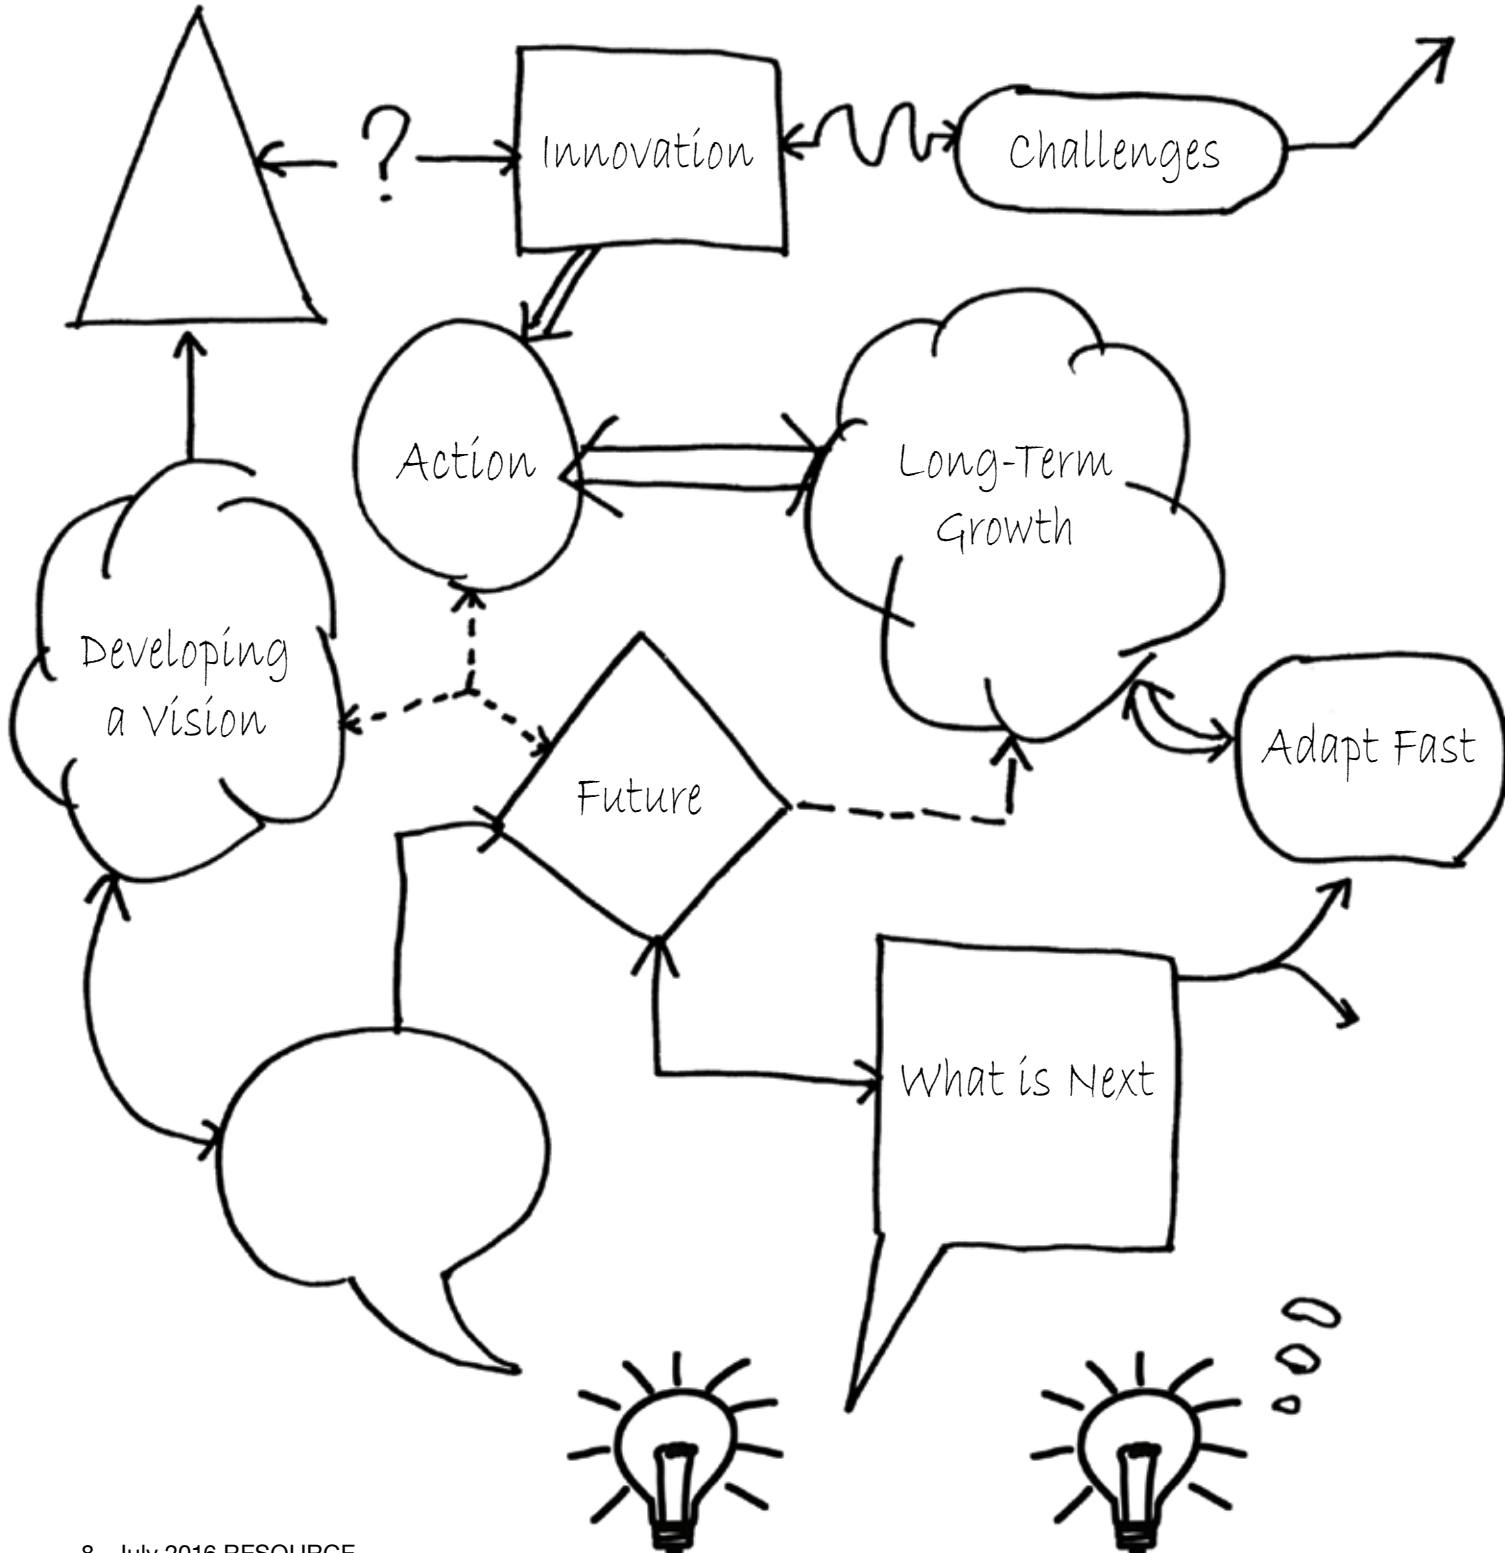 ?
Innovation
Challenges
Action
Long-Term
Growth
Developing
a Vision
Future
Adapt Fast
What is Next
8 July 2016 RESOURCE